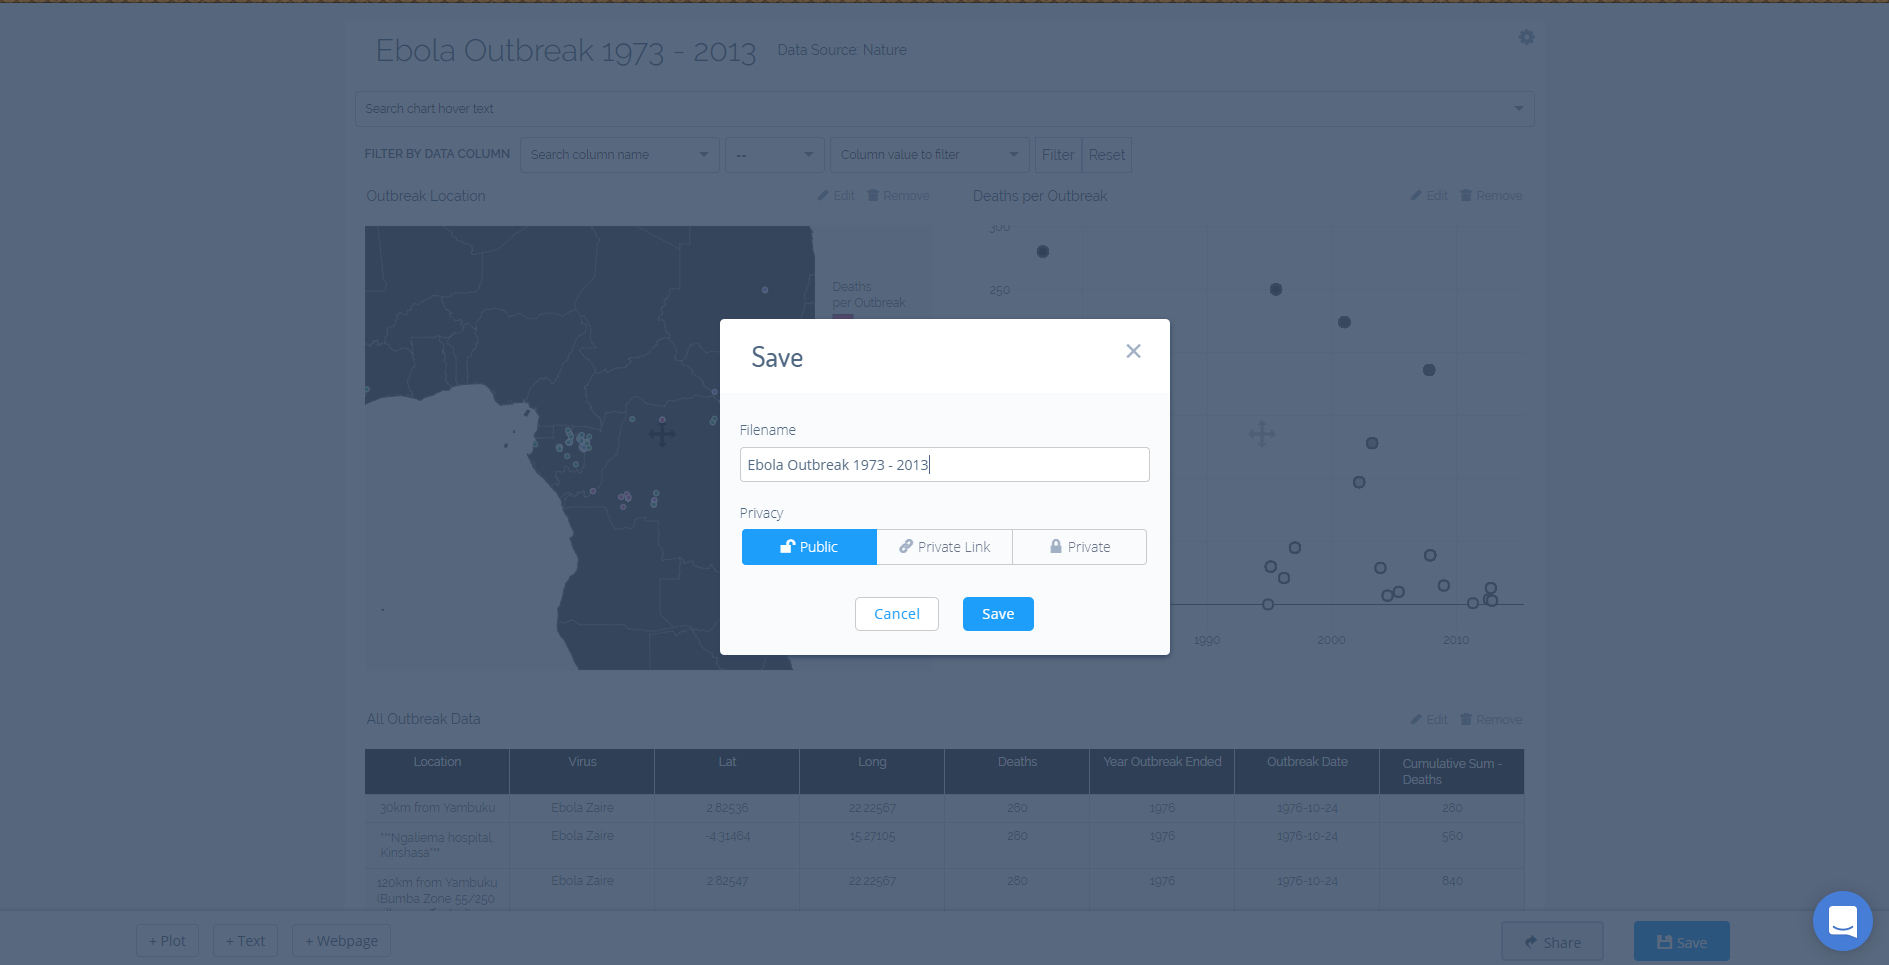 Ebola Outbreak 1973 - 2013 Data Source: Nature
Search chart hover text
FILTER BY DATA COLUMN Search column name -- Column value to filter Filter Reset
Outbreak Location Edit Remove Deaths per Outbreak Edit Remove
300
250
Deaths
per Outbreak
Save
Filename
Ebola Outbreak 1973 - 2013
Privacy
Public Private Link Private
Cancel Save
1990 2000 2010
All Outbreak Data Edit Remove
Location Virus Lat Long Deaths Year Outbreak Ended Outbreak Date Cumulative Sum -
Deaths
30km from Yambuku Ebola Zaire 2.82536 22.22567 280 1976 1976-10-24 280
"""Ngaliema hospital, Ebola Zaire -4.31464 15.27105 280 1976 1976-10-24 560
Kinshasa"""
120km from Yambuku Ebola Zaire 2.82547 22.22567 280 1976 1976-10-24 840
(Bumba Zone 55/250
+ Plot + Text + Webpage Share Save